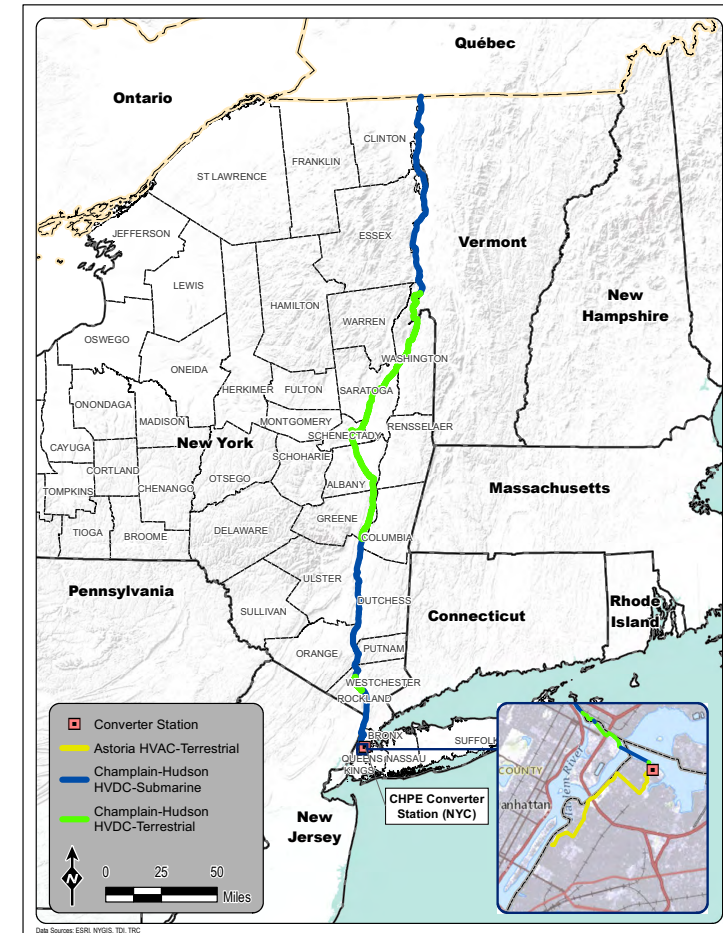 Québec
Ontario
CLINTON
FRANKLIN
ST LAWRENCE
ESSEX
JEFFERSON
Vermont
LEWIS
New
Hampshire
HAMILTON
WARREN
OSWEGO
WASHINGTON
ONEIDA
HERKIMER
FULTON
SARATOGA
ONONDAGA
MADISON
MONTGOMERY
RENSSELAER
SCHENECTADY
New York
CAYUGA
SCHOHARIE
CORTLAND
OTSEGO
ALBANY
Massachusetts
TOMPKINS
CHENANGO
GREENE
TIOGA
BROOME
DELAWARE
COLUMBIA
ULSTER
Pennsylvania
DUTCHESS
Rhode
Island
SULLIVAN
Connecticut
ORANGE
PUTNAM
WESTCHESTER
ROCKLAND
BRONX
SUFFOLK
QUEENS
NASSAU
KINGS
CHPE Converter
Station (NYC)
New
Jersey
Converter Station
Astoria HVAC-Terrestrial
Champlain-Hudson
HVDC-Submarine
Champlain-Hudson
HVDC-Terrestrial
N
0 25 50
Miles
COUNTY
anhattan
River
Data Sources: ESRI, NYGIS, TDI, TRC